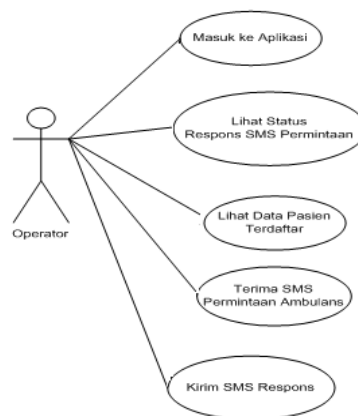 Masuk ke Aplikasi
Lihat Status
Respons SMS Permintaan
Operator
Lihat Data Pasien
Terdaftar
Terima SMS
Permintaan Ambulans
Kirim SMS Respons